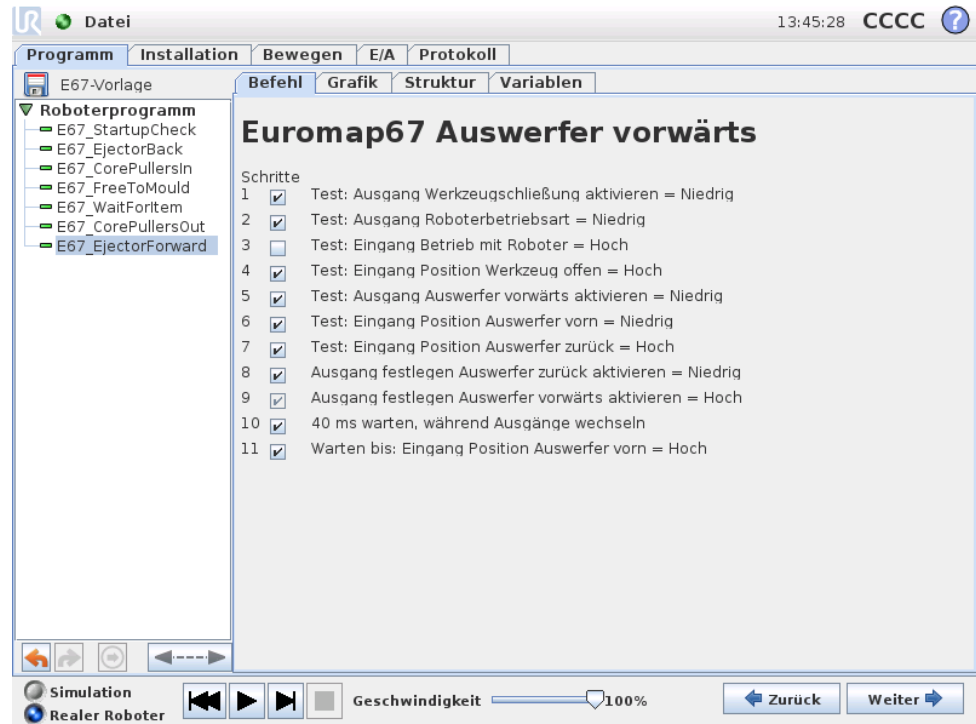 UR Datei 13:45:28 CCCC ?
Programm Installation Bewegen E/A Protokoll
E67-Vorlage
Befehl Grafik Struktur Variablen
Roboterprogramm
E67_StartupCheck
E67_EjectorBack
E67_CorePullersIn
E67_FreeToMould
E67_WaitForItem
E67_CorePullersOut
E67_EjectorForward
Euromap67 Auswerfer vorwärts
Schritte
1 Test: Ausgang Werkzeugschließung aktivieren = Niedrig
2 Test: Ausgang Roboterbetriebsart = Niedrig
3 Test: Eingang Betrieb mit Roboter = Hoch
4 Test: Eingang Position Werkzeug offen = Hoch
5 Test: Ausgang Auswerfer vorwärts aktivieren = Niedrig
6 Test: Eingang Position Auswerfer vorn = Niedrig
7 Test: Eingang Position Auswerfer zurück = Hoch
8 Ausgang festlegen Auswerfer zurück aktivieren = Niedrig
9 Ausgang festlegen Auswerfer vorwärts aktivieren = Hoch
10 40 ms warten, während Ausgänge wechseln
11 Warten bis: Eingang Position Auswerfer vorn = Hoch
Simulation
Realer Roboter
Geschwindigkeit 100%
Zurück Weiter